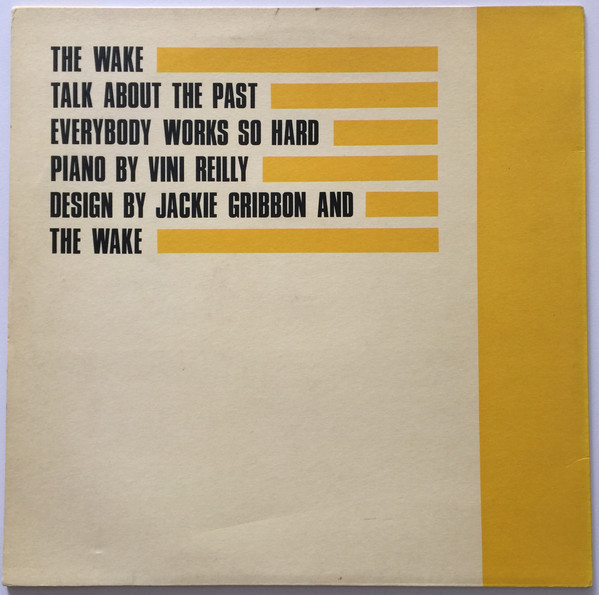 THE WAKE
TALK ABOUT THE PAST
EVERYBODY WORKS SO HARD
PIANO BY VINI REILLY
DESIGN BY JACKIE GRIBBON AND
THE WAKE